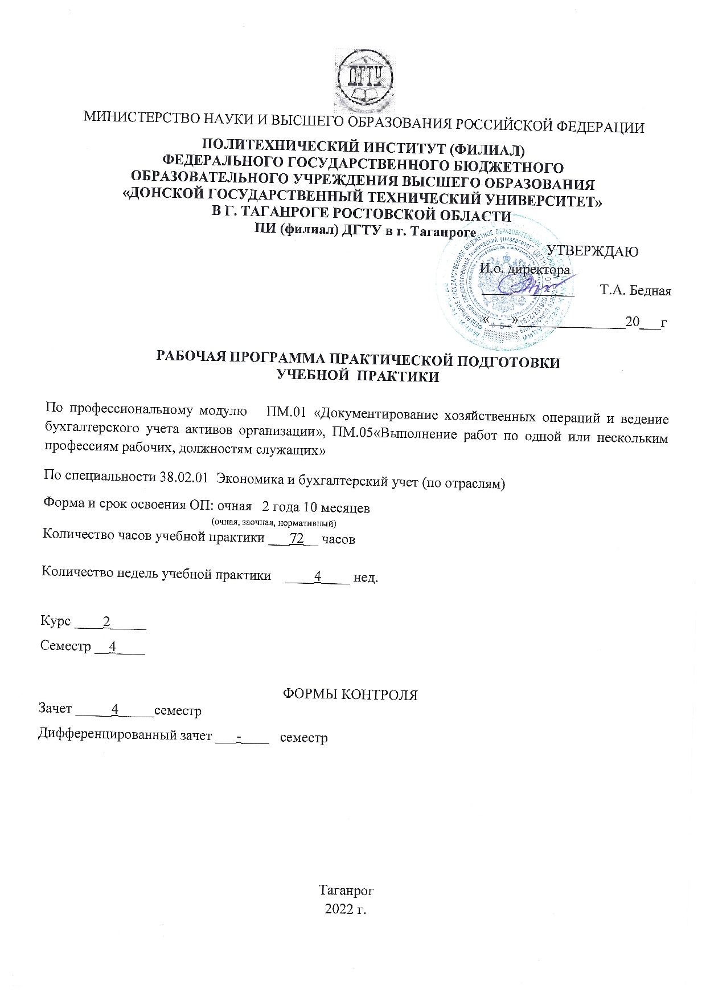 ДГТУ
МИНИСТЕРСТВО НАУКИ И ВЫСШЕГО ОБРАЗОВАНИЯ РОССИЙСКОЙ ФЕДЕРАЦИИ
ПОЛИТЕХНИЧЕСКИЙ ИНСТИТУТ (ФИЛИАЛ)
ФЕДЕРАЛЬНОГО ГОСУДАРСТВЕННОГО БЮДЖЕТНОГО
ОБРАЗОВАТЕЛЬНОГО УЧРЕЖДЕНИЯ ВЫСШЕГО ОБРАЗОВАНИЯ
«ДОНСКОЙ ГОСУДАРСТВЕННЫЙ ТЕХНИЧЕСКИЙ УНИВЕРСИТЕТ»
В Г. ТАГАНРОГЕ РОСТОВСКОЙ ОБЛАСТИ
ПИ (филиал) ДГТУ в г. Таганроге
УТВЕРЖДАЮ
И.о. директора
_____________ Т.А. Бедная
«___»_______________20___г
РАБОЧАЯ ПРОГРАММА ПРАКТИЧЕСКОЙ ПОДГОТОВКИ
УЧЕБНОЙ ПРАКТИКИ
По профессиональному модулю ПМ.01 «Документирование хозяйственных операций и ведение
бухгалтерского учета активов организации», ПМ.05«Выполнение работ по одной или нескольким
профессиям рабочих, должностям служащих»
По специальности 38.02.01 Экономика и бухгалтерский учет (по отраслям)
Форма и срок освоения ОП: очная 2 года 10 месяцев
(очная, заочная, нормативный)
Количество часов учебной практики ___72__ часов
Количество недель учебной практики ____4____ нед.
Курс ____2_____
Семестр __4____
ФОРМЫ КОНТРОЛЯ
Зачет _____4_____семестр
Дифференцированный зачет ___-____ семестр
Таганрог
2022 г.